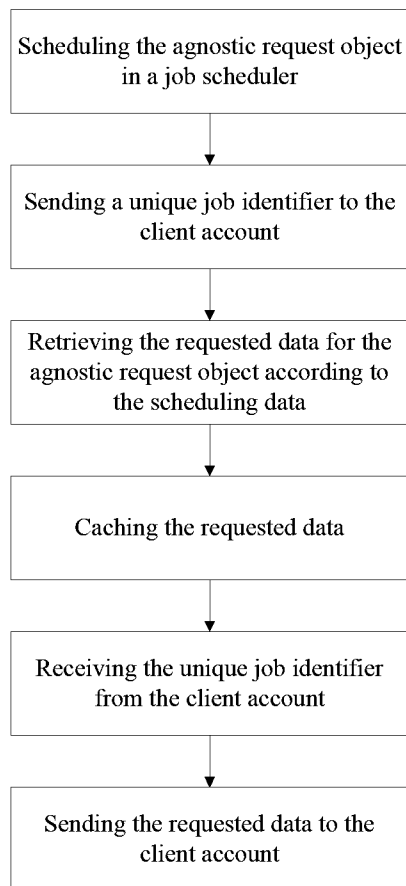 Scheduling the agnostic request object
in a job scheduler
Sending a unique job identifier to the
client account
Retrieving the requested data for the
agnostic request object according to
the scheduling data
Caching the requested data
Receiving the unique job identifier
from the client account
Sending the requested data to the
client account